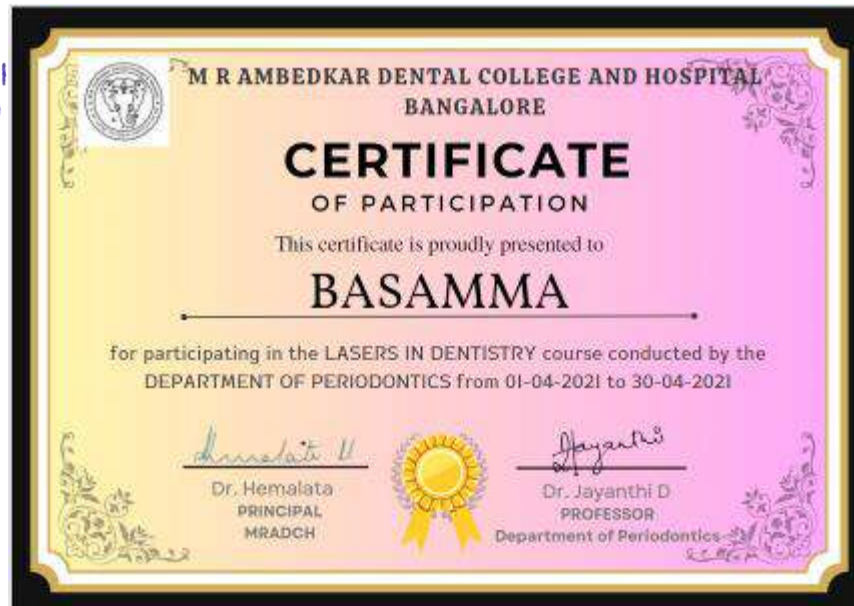 M R AMBEDKAR DENTAL COLLEGE AND HOSPITAL
BANGALORE
CERTIFICATE
OF PARTICIPATION
This certificate is proudly presented to
BASAMMA
for participating in the LASERS IN DENTISTRY course conducted by the
DEPARTMENT OF PERIODONTICS from 01-04-2021 to 30-04-2021
Hemalata H
Jayanthi
Dr. Hemalata
PRINCIPAL
MRADCH
Dr. Jayanthi D
PROFESSOR
Department of Periodontics